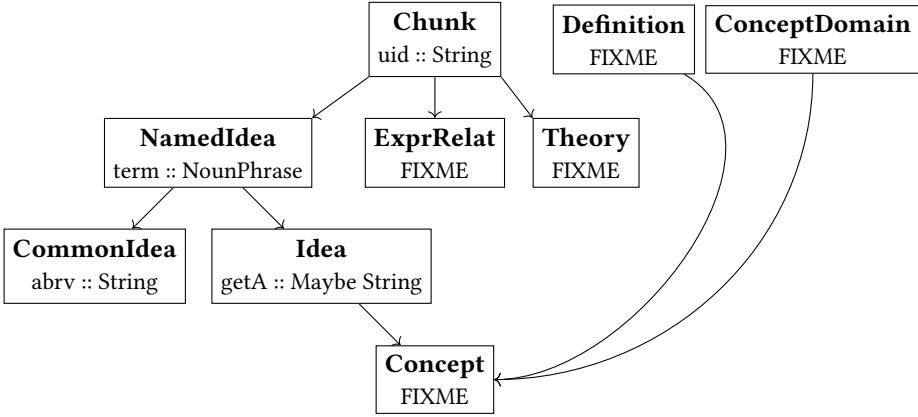 Chunk
uid :: String
Definition
FIXME
ConceptDomain
FIXME
NamedIdea
term :: NounPhrase
ExprRelat
FIXME
Theory
FIXME
CommonIdea
abrv :: String
Idea
getA :: Maybe String
Concept
FIXME